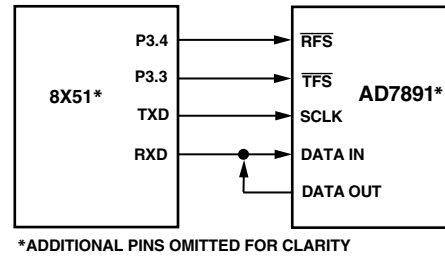 P3.4
RFS
P3.3
TFS
8X51*
AD7891*
TXD
SCLK
RXD
DATA IN
DATA OUT
*ADDITIONAL PINS OMITTED FOR CLARITY